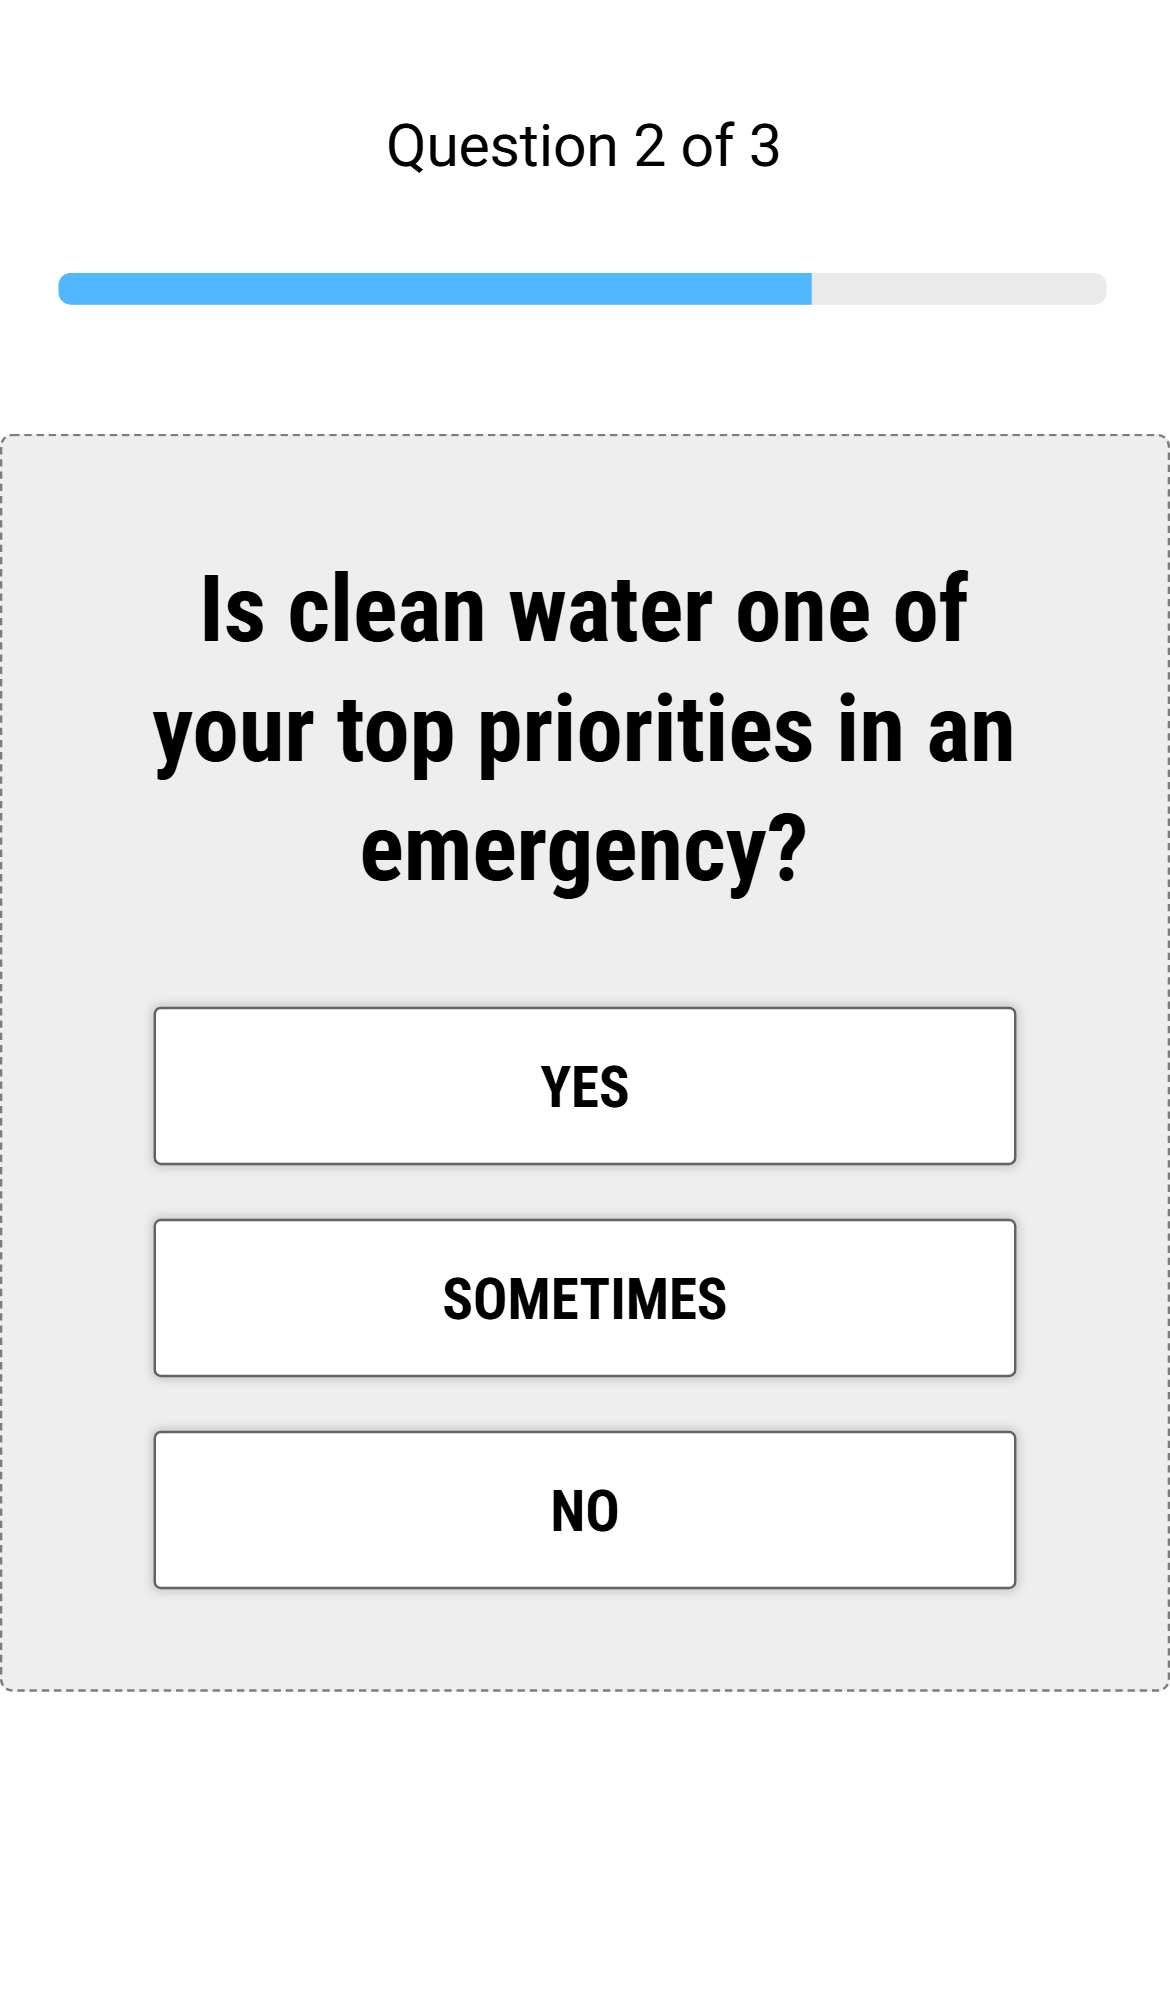 Question 2 of 3
Is clean water one of
your top priorities in an
emergency?
YES
SOMETIMES
NO